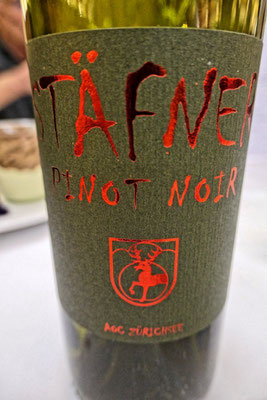 STÄFNER
PINOT NOIR
AOC ZÜRICHSEE